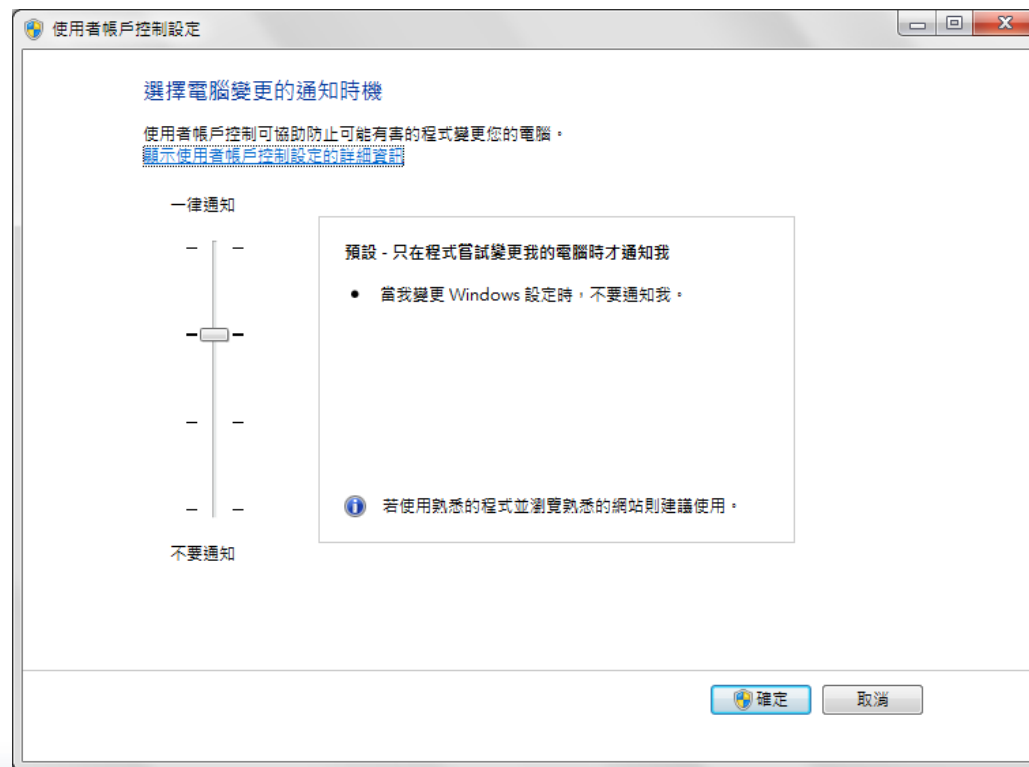 使用者帳戶控制設定
選擇電腦變更的通知時機
使用者帳戶控制可協助防止可能有害的程式變更您的電腦。
顯示使用者帳戶控制設定的詳細資訊
一律通知
預設 - 只在程式嘗試變更我的電腦時才通知我
• 當我變更 Windows 設定時，不要通知我。
若使用熟悉的程式並瀏覽熟悉的網站則建議使用。
不要通知
確定
取消